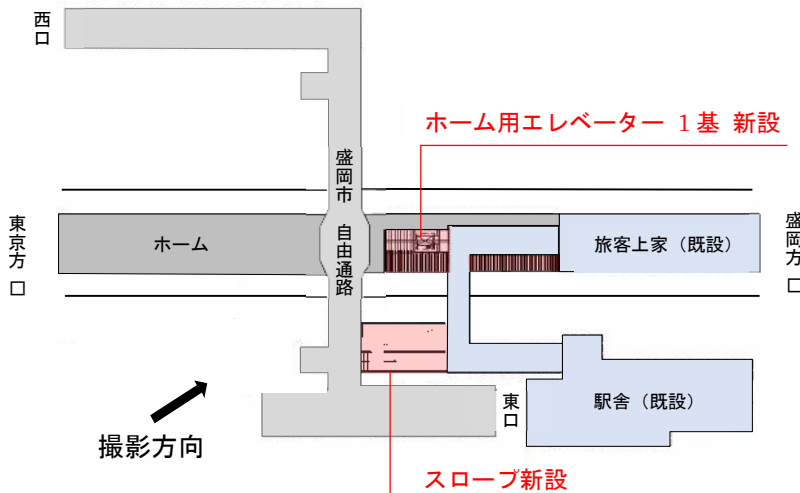 西口
ホーム用エレベーター 1基 新設
盛岡市
自由通路
東京方
口
ホーム
旅客上家（既設）
盛岡方
口
駅舎（既設）
東口
撮影方向
スロープ新設